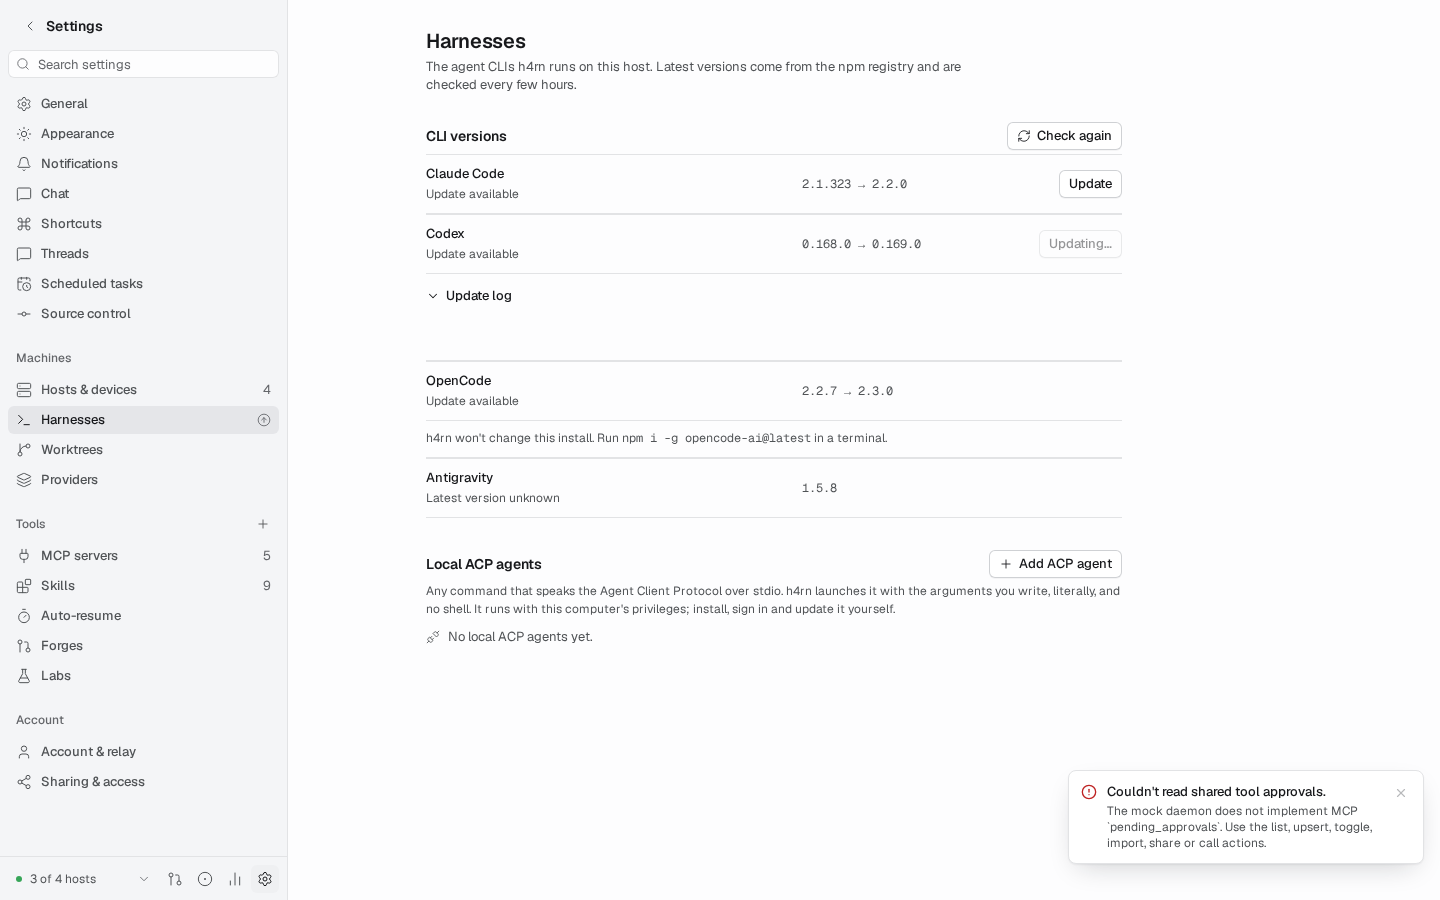 Settings
Search settings
General
Appearance
Notifications
Chat
Shortcuts
Threads
Scheduled tasks
Source control
Machines
Hosts & devices 4
Harnesses
Worktrees
Providers
Tools
MCP servers 5
Skills 9
Auto-resume
Forges
Labs
Account
Account & relay
Sharing & access
3 of 4 hosts
Harnesses
The agent CLIs h4rn runs on this host. Latest versions come from the npm registry and are
checked every few hours.
CLI versions
Check again
Claude Code
Update available
2.1.323 → 2.2.0
Update
Codex
Update available
0.168.0 → 0.169.0
Updating…
Update log
OpenCode
Update available
2.2.7 → 2.3.0
h4rn won't change this install. Run npm i -g opencode-ai@latest in a terminal.
Antigravity
Latest version unknown
1.5.8
Local ACP agents
Add ACP agent
Any command that speaks the Agent Client Protocol over stdio. h4rn launches it with the arguments you write, literally, and
no shell. It runs with this computer's privileges; install, sign in and update it yourself.
No local ACP agents yet.
Couldn't read shared tool approvals.
The mock daemon does not implement MCP
`pending_approvals`. Use the list, upsert, toggle,
import, share or call actions.